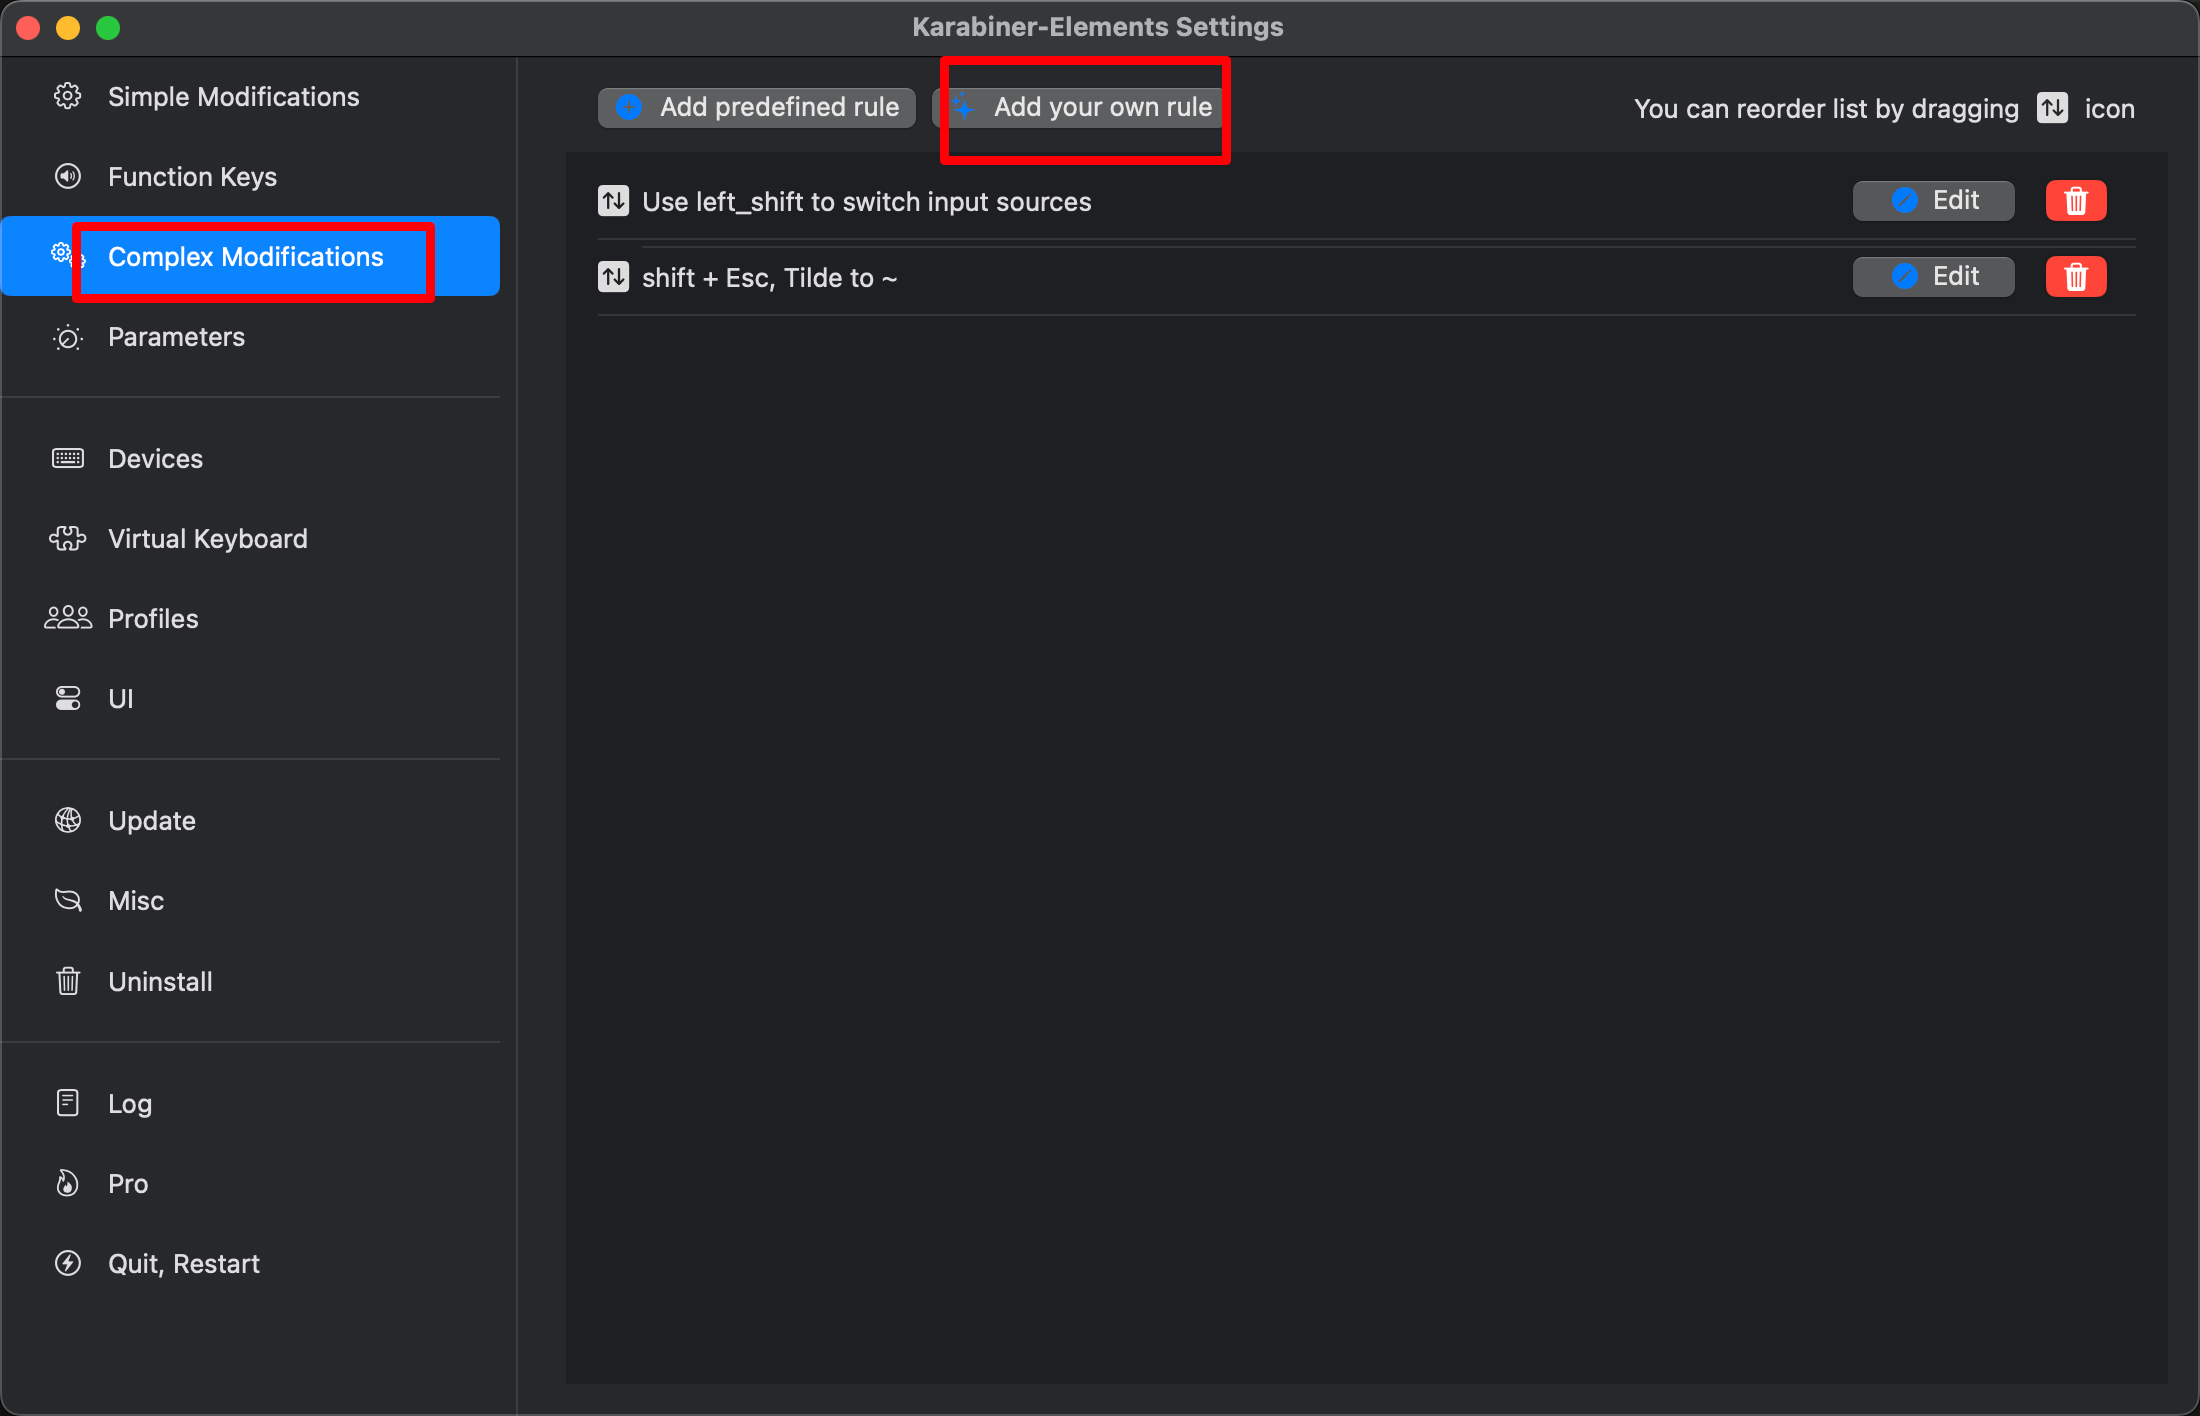 Karabiner-Elements Settings
Simple Modifications
Function Keys
Complex Modifications
Parameters
Devices
Virtual Keyboard
Profiles
UI
Update
Misc
Uninstall
Log
Pro
Quit, Restart
Add predefined rule
Add your own rule
You can reorder list by dragging icon
Use left_shift to switch input sources
Edit
shift + Esc, Tilde to ~
Edit